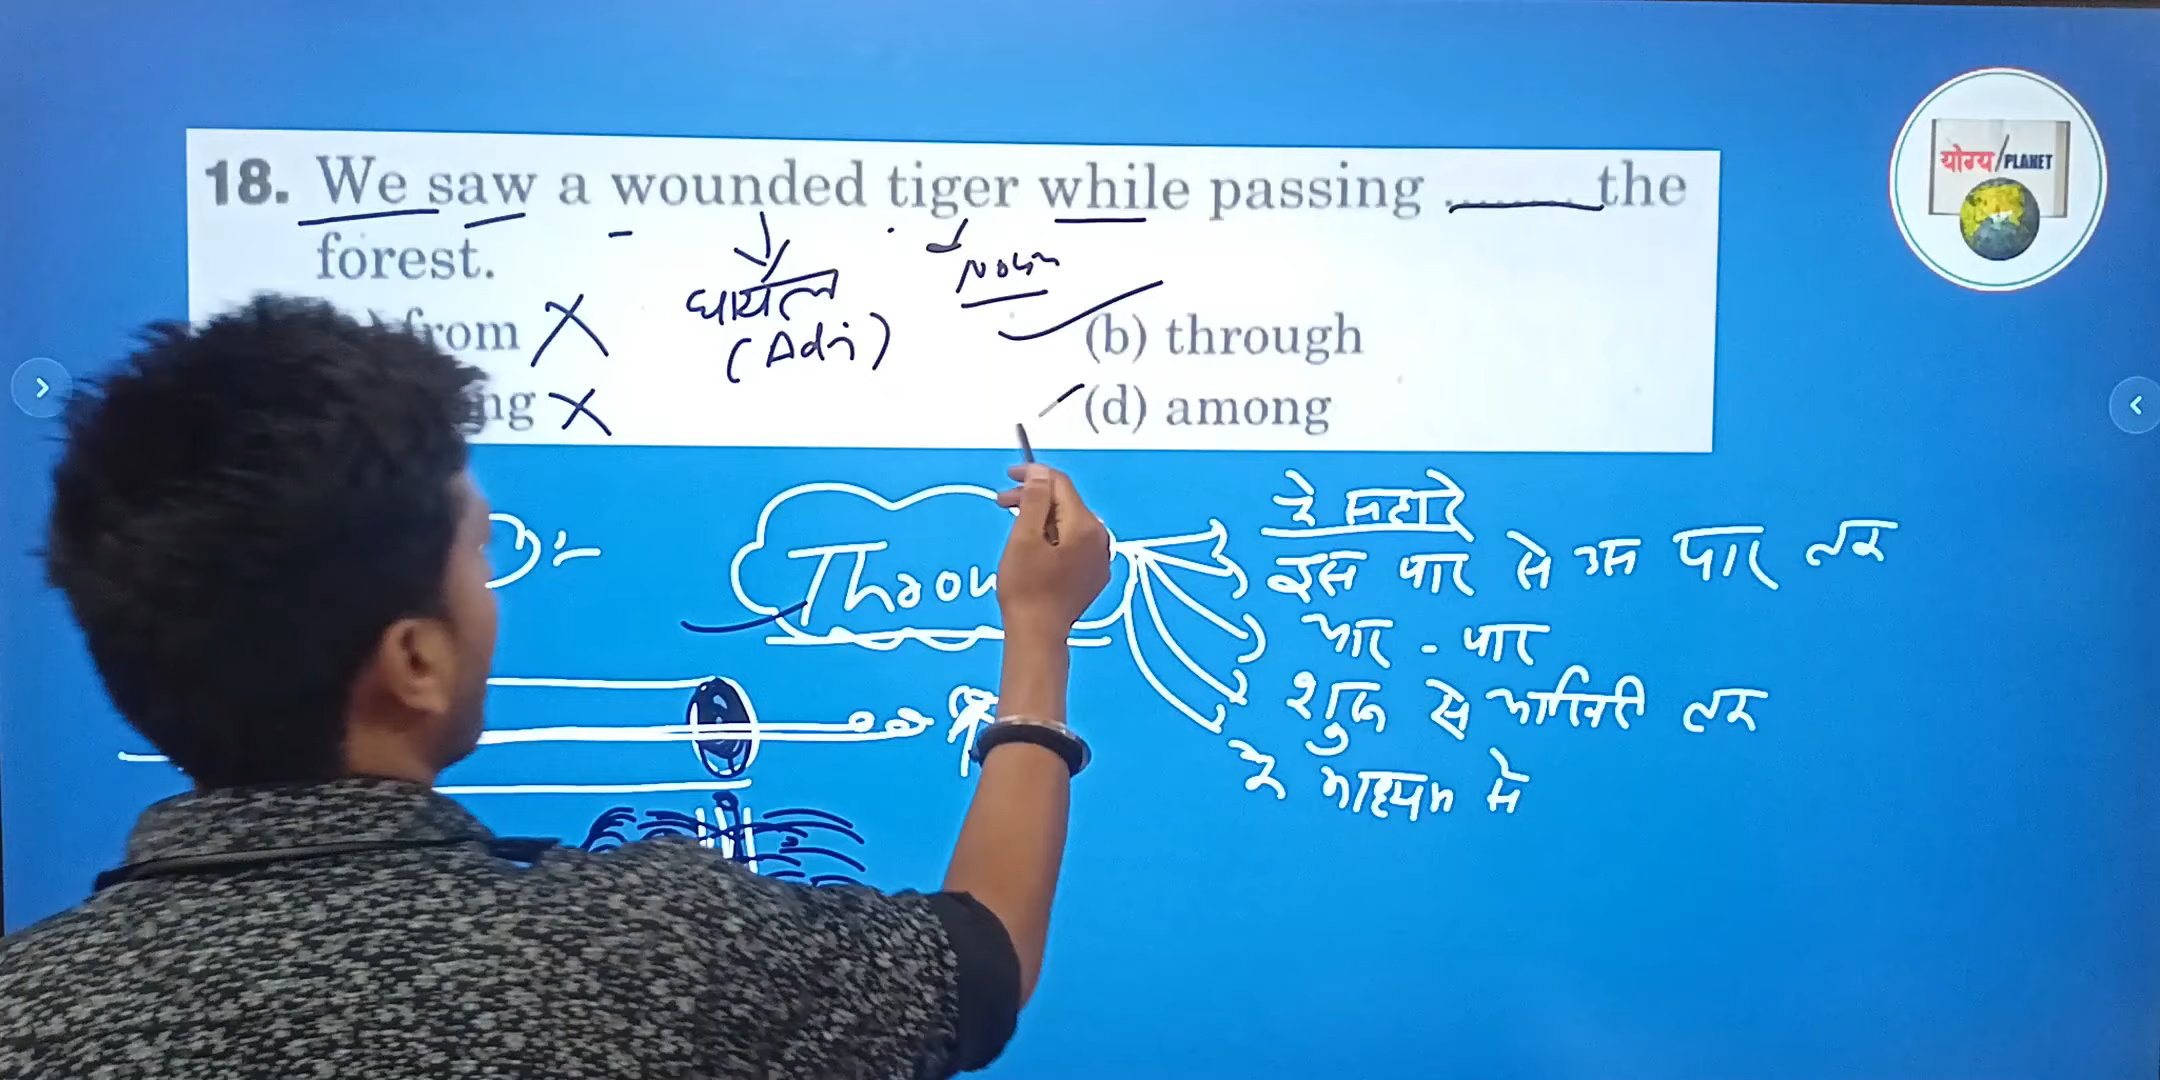 योग्य/PLANET
18. We saw a wounded tiger while passing ........ the
forest.
घायल
(Adj)
Noun
from ✗
(b) through
ng ✗
(d) among
के सहारे
इस पार से उस पार तक
आर - पार
शुरू से आखिरी तक
के माध्यम से